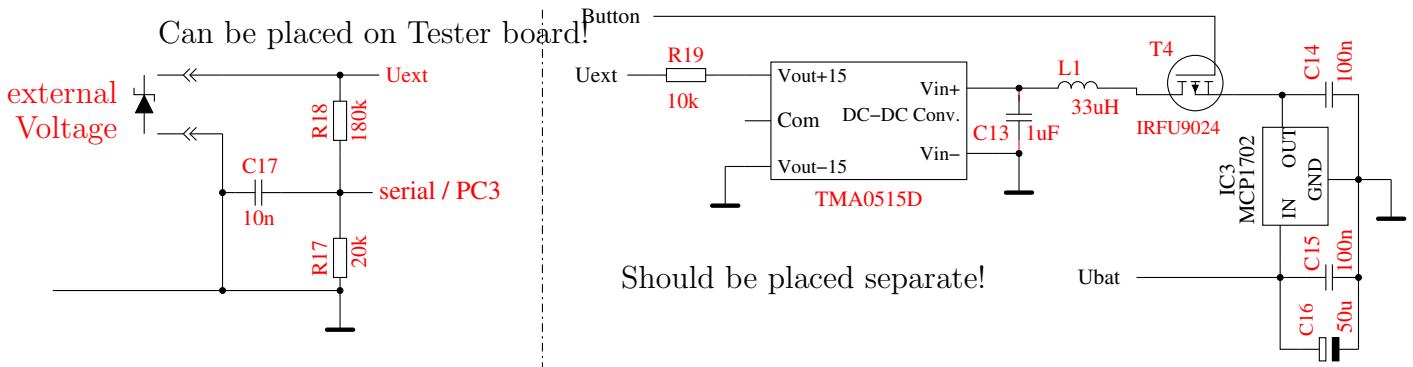 Can be placed on Tester board!
external
Voltage
Uext
R18
180k
C17
10n
serial / PC3
R17
20k
Button
Uext
R19
10k
Vout+15
Com
Vout−15
Vin+
DC−DC Conv.
Vin−
TMA0515D
C13
1uF
L1
33uH
T4
IRFU9024
C14
100n
IC3
MCP1702
OUT
GND
IN
Ubat
C15
100n
C16
50u
Should be placed separate!